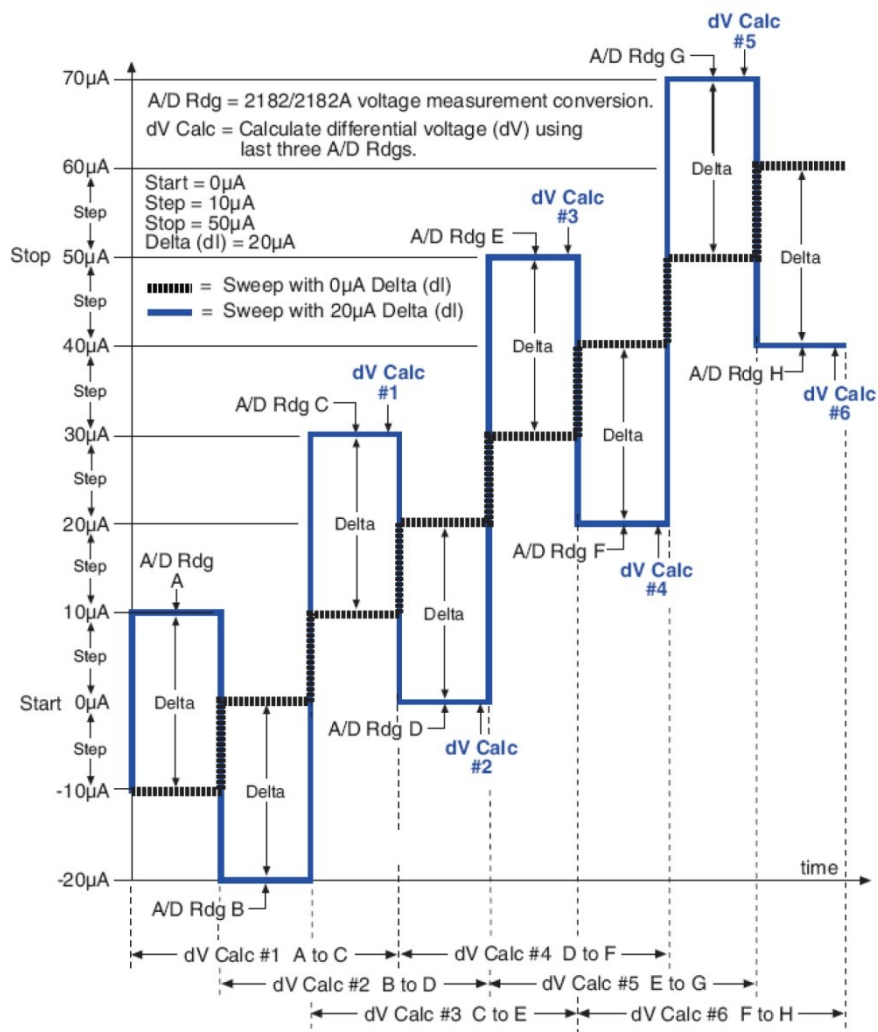 dV Calc
#5
A/D Rdg G
70µA
A/D Rdg = 2182/2182A voltage measurement conversion.
dV Calc = Calculate differential voltage (dV) using
last three A/D Rdgs.
Delta
60µA
Start = 0µA
Step = 10µA
Stop = 50µA
Delta (dI) = 20µA
Step
dV Calc
#3
A/D Rdg E
Stop 50µA
Delta
= Sweep with 0µA Delta (dI)
= Sweep with 20µA Delta (dI)
Step
Delta
40µA
dV Calc
#1
A/D Rdg H
dV Calc
#6
Step
A/D Rdg C
30µA
Delta
Step
Delta
20µA
A/D Rdg F
dV Calc
#4
A/D Rdg
A
Step
Delta
10µA
Step
Delta
Start 0µA
A/D Rdg D
dV Calc
#2
Step
Delta
-10µA
time
-20µA
A/D Rdg B
dV Calc #1 A to C
dV Calc #4 D to F
dV Calc #2 B to D
dV Calc #5 E to G
dV Calc #3 C to E
dV Calc #6 F to H